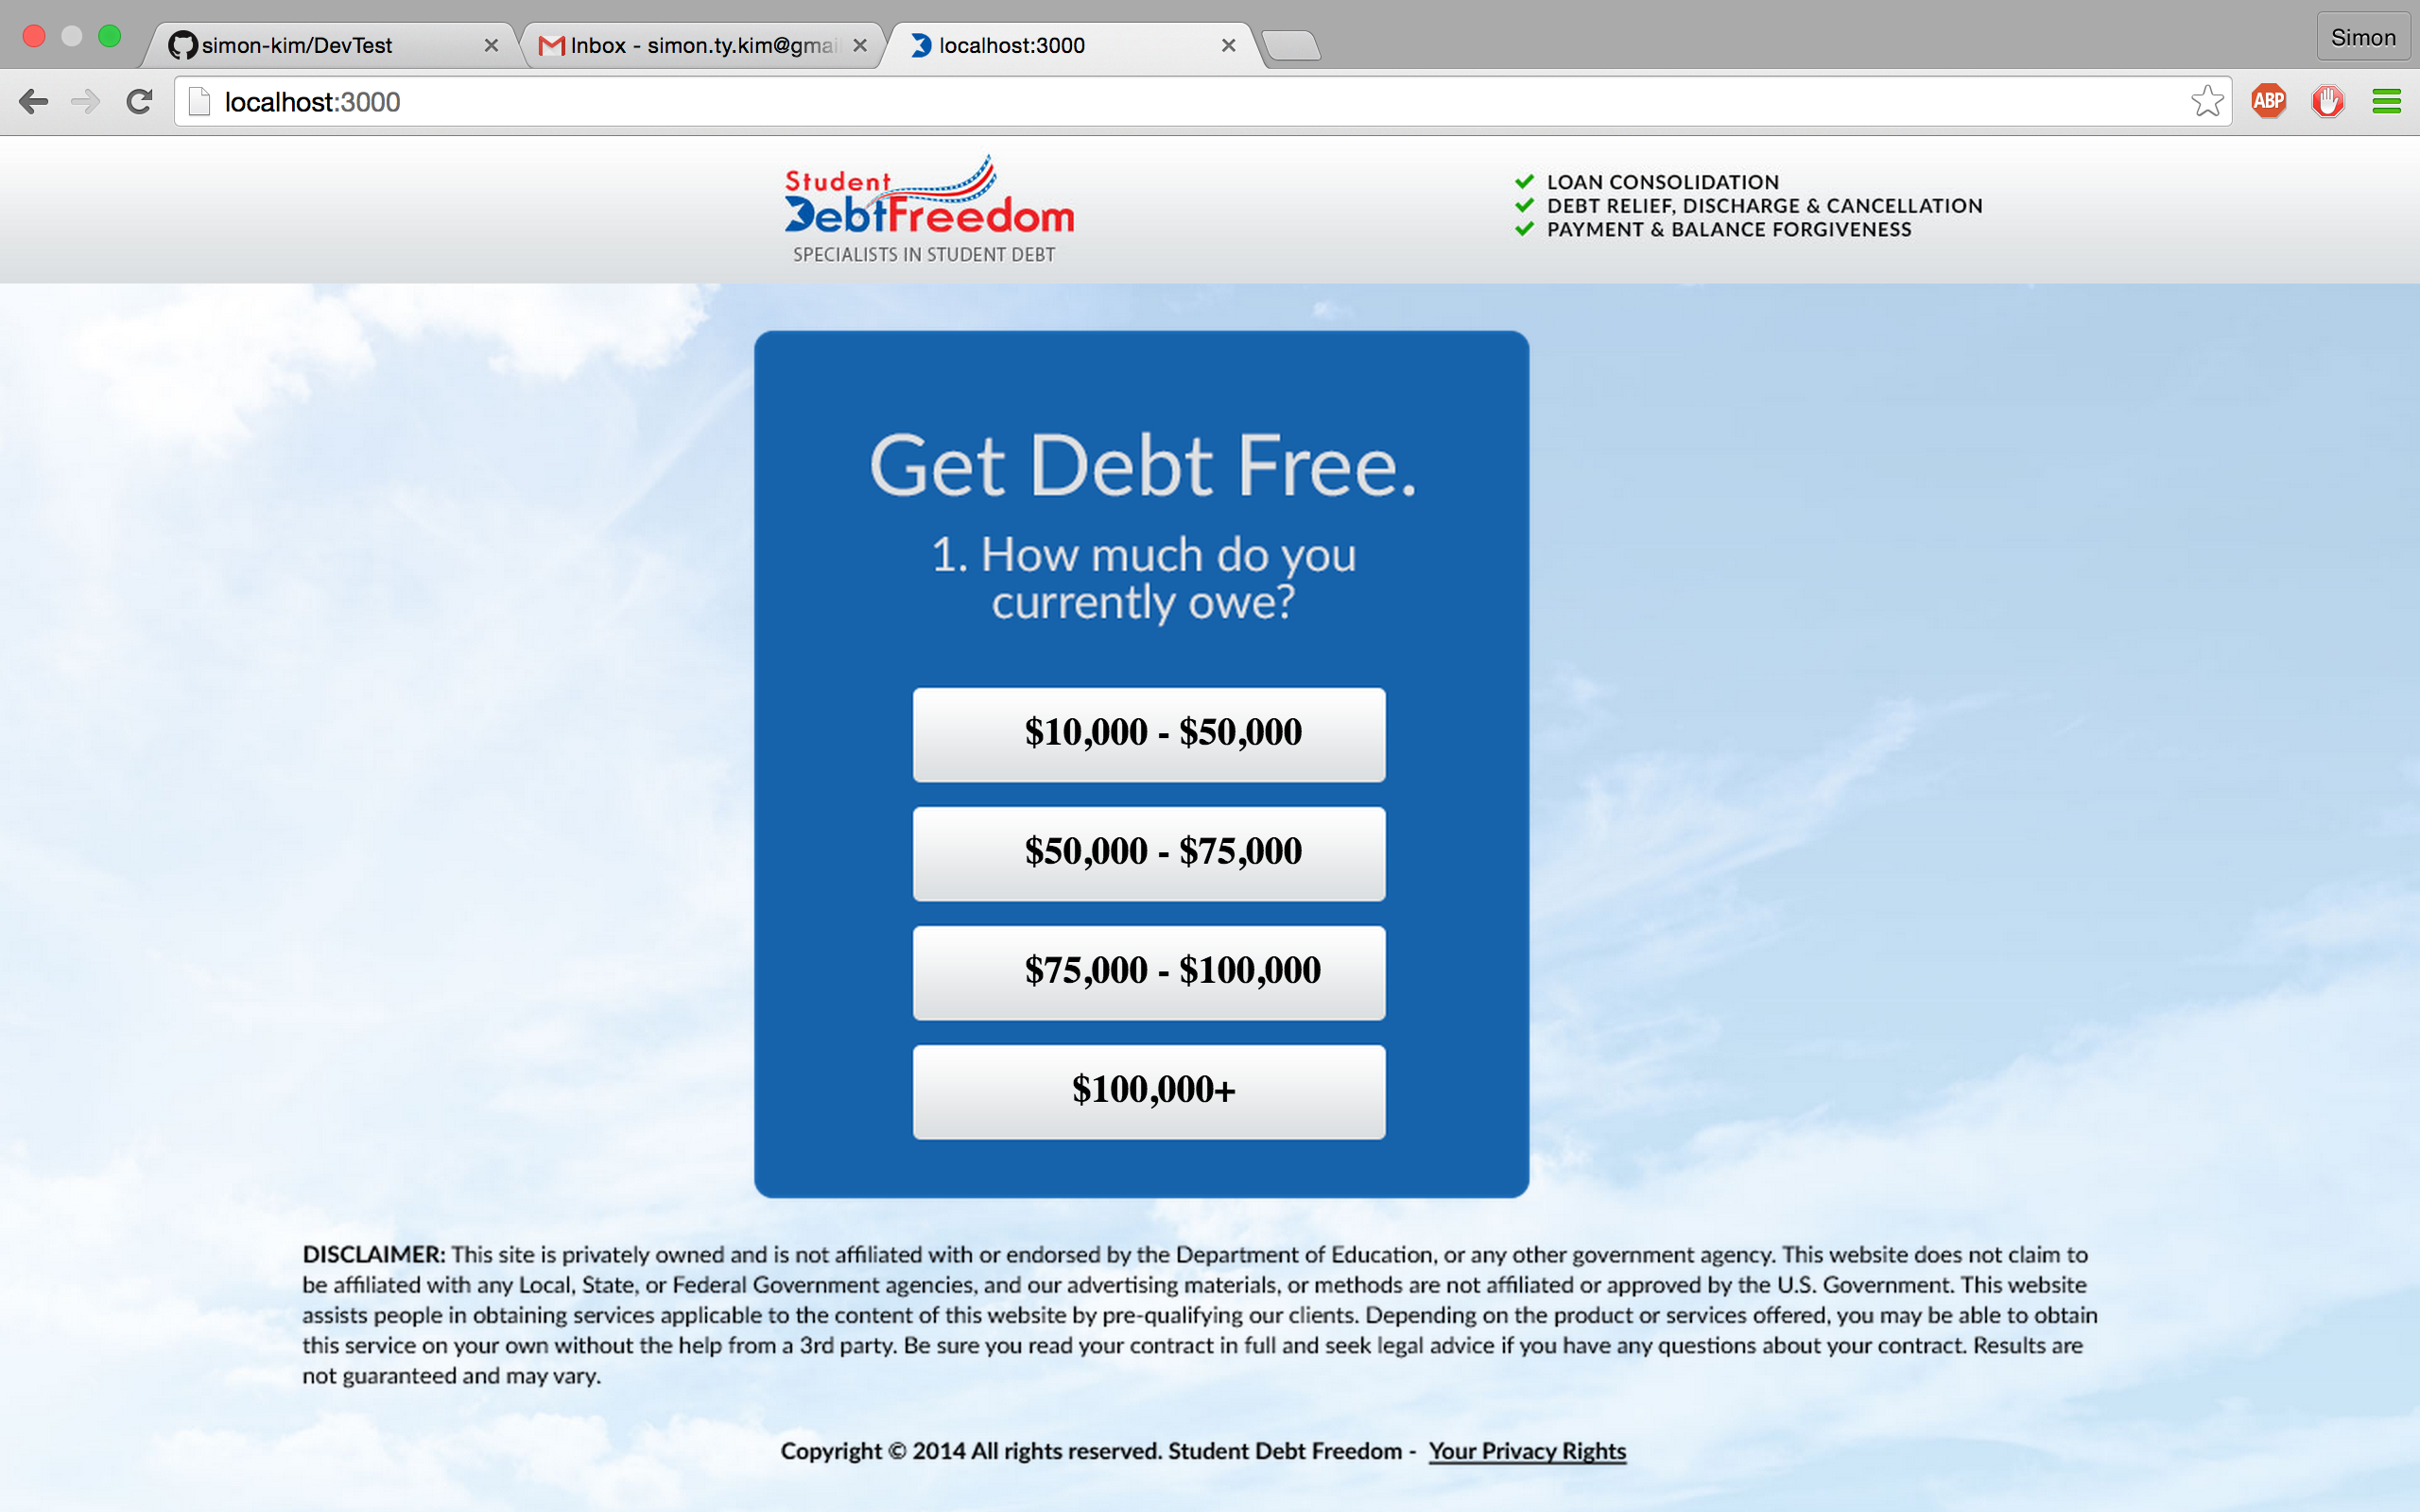 simon-kim/DevTest
Inbox - simon.ty.kim@gmai
localhost:3000
Simon
localhost:3000
ABP
Student
DebtFreedom
SPECIALISTS IN STUDENT DEBT
LOAN CONSOLIDATION
DEBT RELIEF, DISCHARGE & CANCELLATION
PAYMENT & BALANCE FORGIVENESS
Get Debt Free.
1. How much do you
currently owe?
$10,000 - $50,000
$50,000 - $75,000
$75,000 - $100,000
$100,000+
DISCLAIMER: This site is privately owned and is not affiliated with or endorsed by the Department of Education, or any other government agency. This website does not claim to
be affiliated with any Local, State, or Federal Government agencies, and our advertising materials, or methods are not affiliated or approved by the U.S. Government. This website
assists people in obtaining services applicable to the content of this website by pre-qualifying our clients. Depending on the product or services offered, you may be able to obtain
this service on your own without the help from a 3rd party. Be sure you read your contract in full and seek legal advice if you have any questions about your contract. Results are
not guaranteed and may vary.
Copyright © 2014 All rights reserved. Student Debt Freedom - Your Privacy Rights